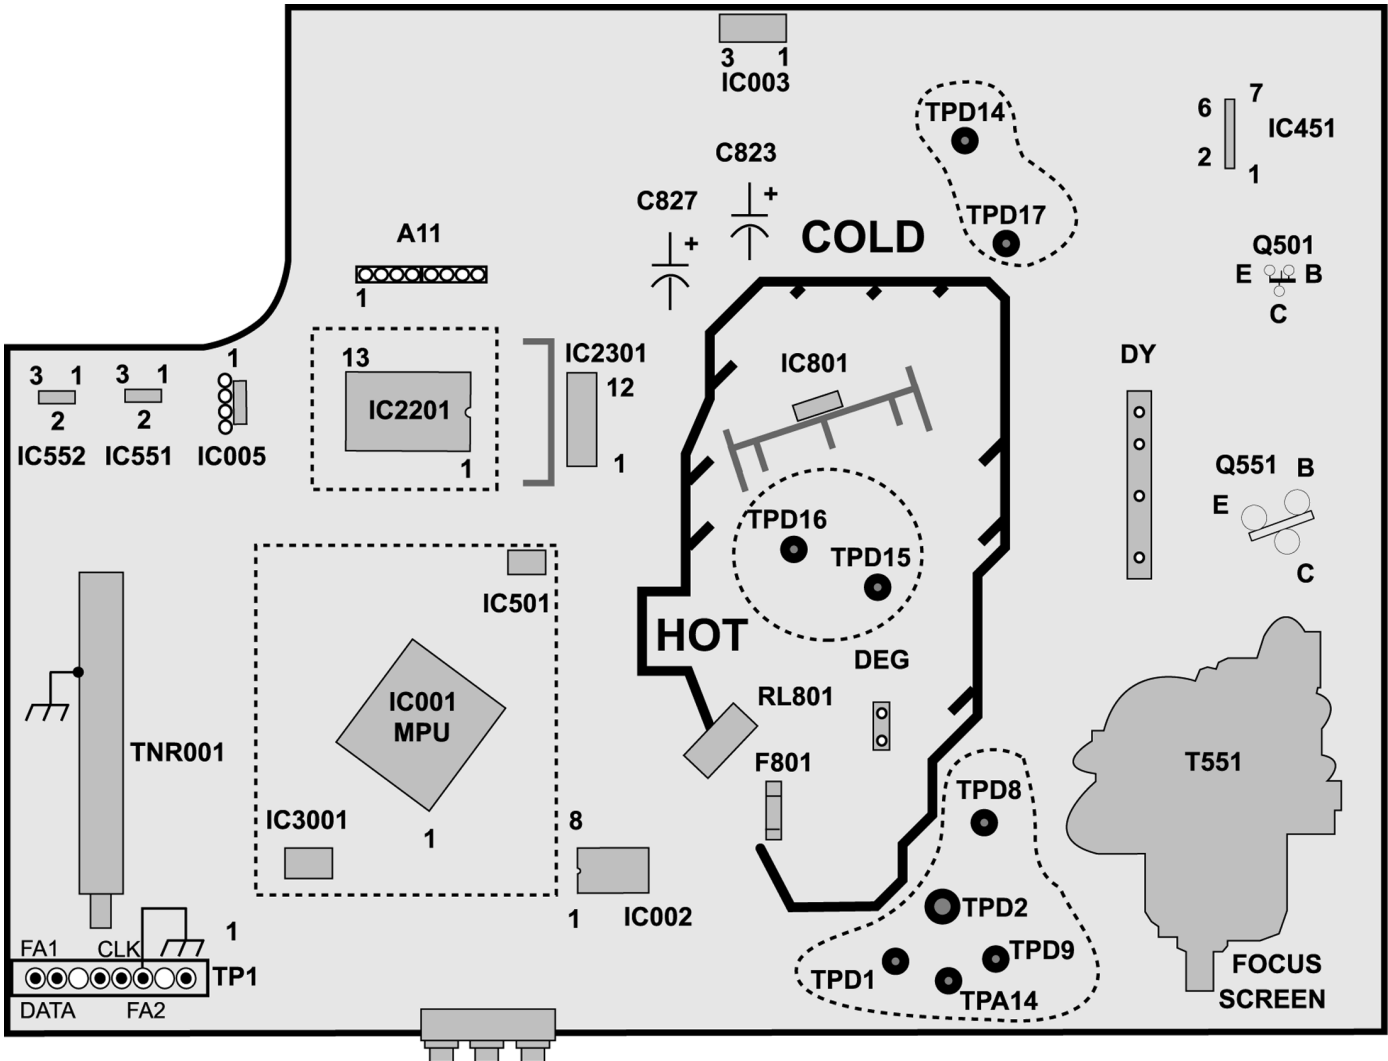 3 1
IC003
TPD14
7
6
IC451
2
1
C823
+
C827
+
TPD17
COLD
A11
1
Q501
E B
C
3 1
2
IC552
3 1
2
IC551
1
IC005
13
IC2201
1
IC2301
12
1
IC801
DY
TPD16
TPD15
Q551
B
E
C
IC501
HOT
DEG
IC001
MPU
1
RL801
TNR001
F801
T551
TPD8
IC3001
8
1
IC002
TPD2
TPD9
TPD1
TPA14
FOCUS
SCREEN
1
FA1 CLK
TP1
DATA FA2